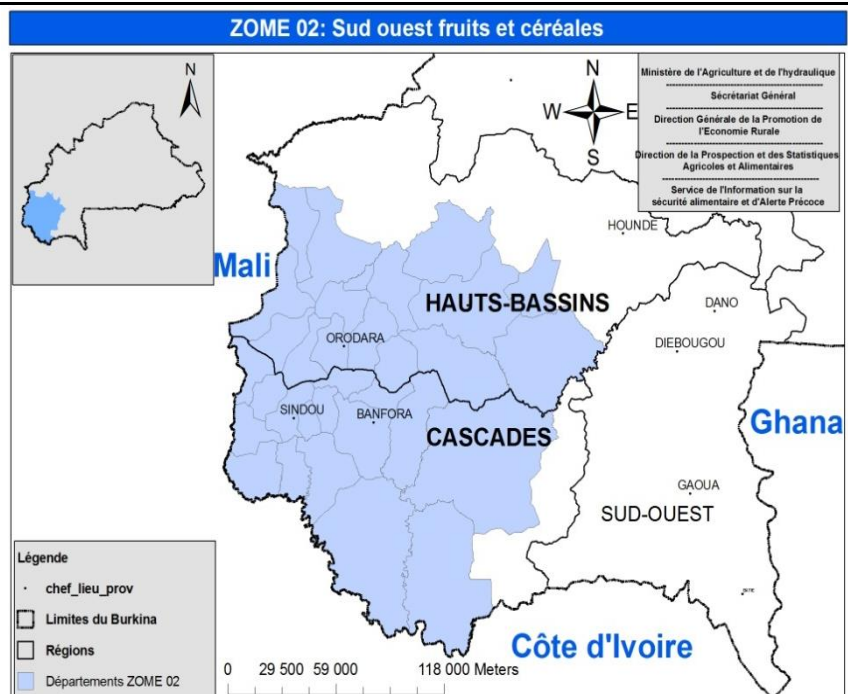 ZOME 02: Sud ouest fruits et céréales
N
N
W E
S
Ministère de l'Agriculture et de l'hydraulique
Sécrétariat Général
Direction Générale de la Promotion de
l'Economie Rurale
Direction de la Prospection et des Statistiques
Agricoles et Alimentaires
Service de l'Information sur la
sécurité alimentaire et d'Alerte Précoce
HOUNDE
Mali
HAUTS-BASSINS
DANO
ORODARA
DIEBOUGOU
SINDOU
BANFORA
CASCADES
Ghana
GAOUA
SUD-OUEST
Côte d'Ivoire
Légende
chef_lieu_prov
Limites du Burkina
Régions
Départements ZOME 02
0 29 500 59 000 118 000 Meters